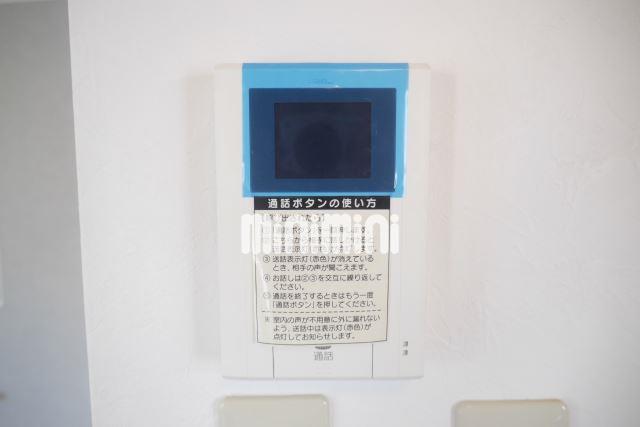 通話ボタンの使い方
minimini
③ 送話表示灯(赤色)が消えている
とき、相手の声が聞こえます。
④ お話しは②③を交互に繰り返して
ください。
通話を終了するときはもう一度
「通話ボタン」を押してください。
※ 室内の声が不用意に外に漏れない
よう、送話中は表示灯(赤色)が
点灯してお知らせします。
通話